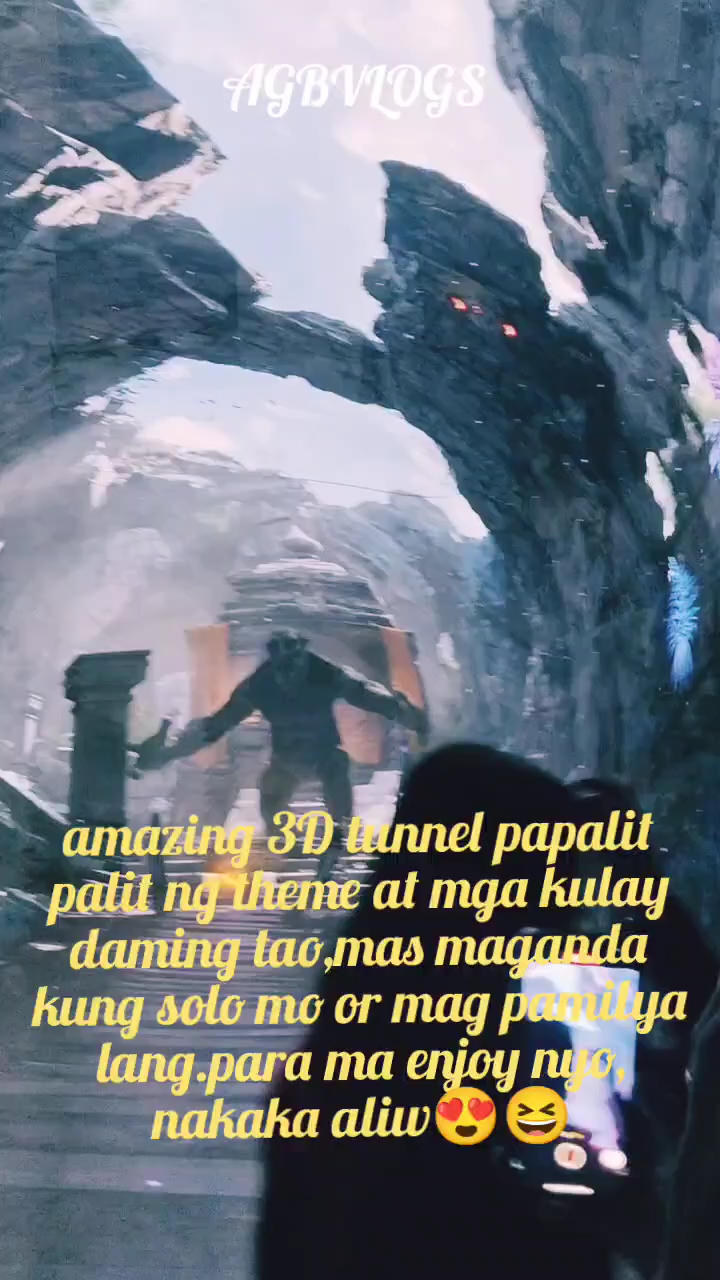 AGBVLOGS
amazing 3D tunnel papalit
palit ng theme at mga kulay
daming tao,mas maganda
kung solo mo or mag pamilya
lang.para ma enjoy nyo,
nakaka aliw😍😆